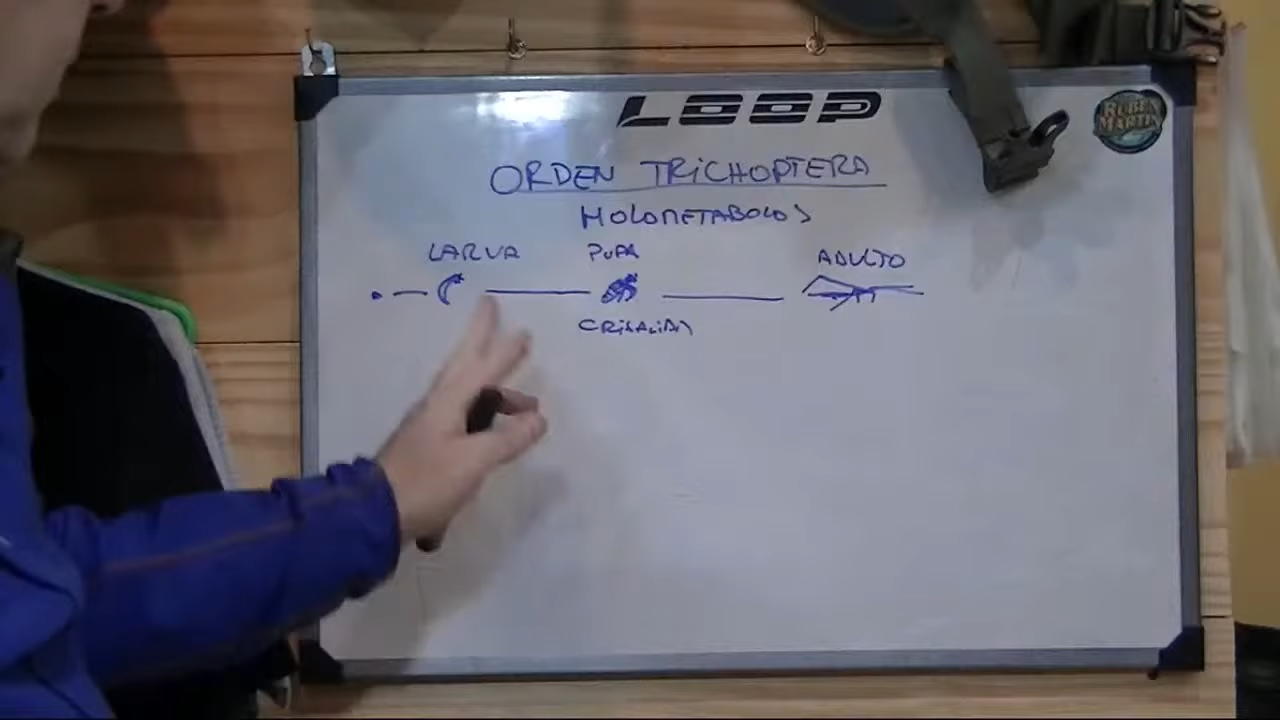 LOOP
RUBEN
MARTIN
ORDEN TRiCHOPTERA
HOLOMETABOLOS
LARVA PUPA ADULTO
CRiSALiDA